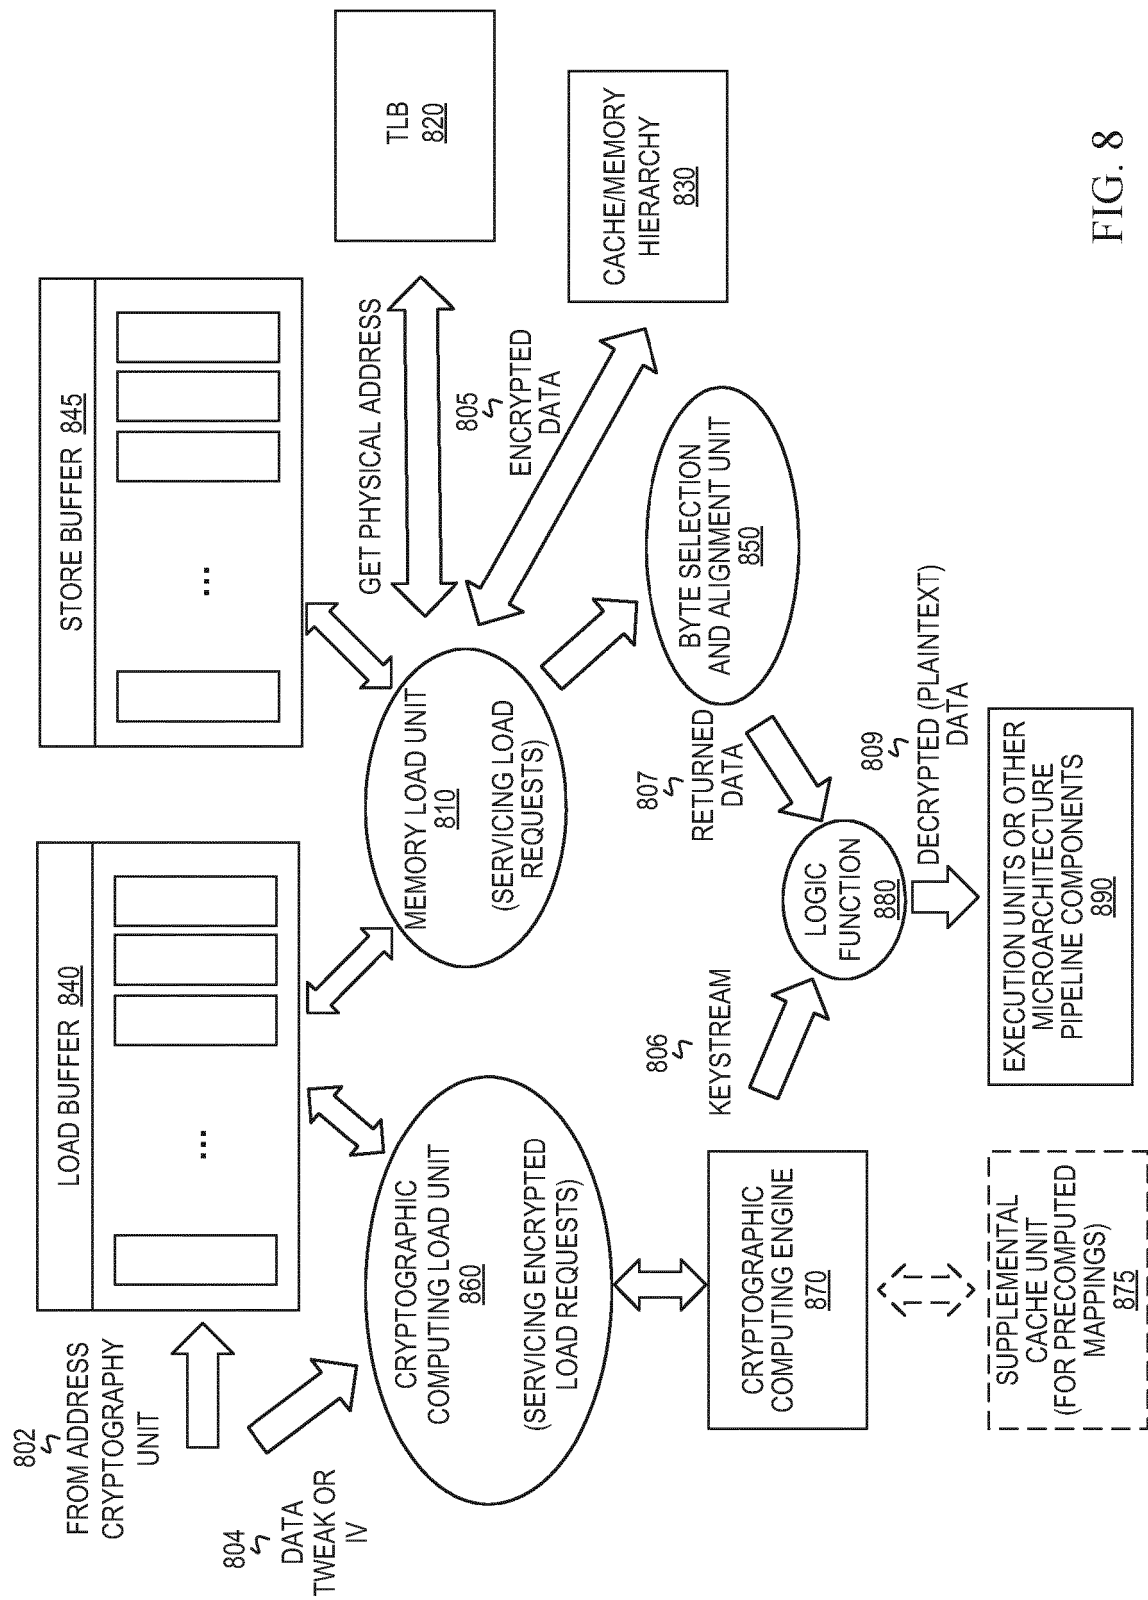 802
FROM ADDRESS
CRYPTOGRAPHY
UNIT
LOAD BUFFER 840
...
STORE BUFFER 845
...
804
DATA
TWEAK OR
IV
CRYPTOGRAPHIC
COMPUTING LOAD UNIT
860
(SERVICING ENCRYPTED
LOAD REQUESTS)
MEMORY LOAD UNIT
810
(SERVICING LOAD
REQUESTS)
GET PHYSICAL ADDRESS
TLB
820
805
ENCRYPTED
DATA
CACHE/MEMORY
HIERARCHY
830
BYTE SELECTION
AND ALIGNMENT UNIT
850
807
RETURNED
DATA
806
KEYSTREAM
CRYPTOGRAPHIC
COMPUTING ENGINE
870
LOGIC
FUNCTION
880
809
DECRYPTED (PLAINTEXT)
DATA
SUPPLEMENTAL
CACHE UNIT
(FOR PRECOMPUTED
MAPPINGS)
875
EXECUTION UNITS OR OTHER
MICROARCHITECTURE
PIPELINE COMPONENTS
890
FIG. 8